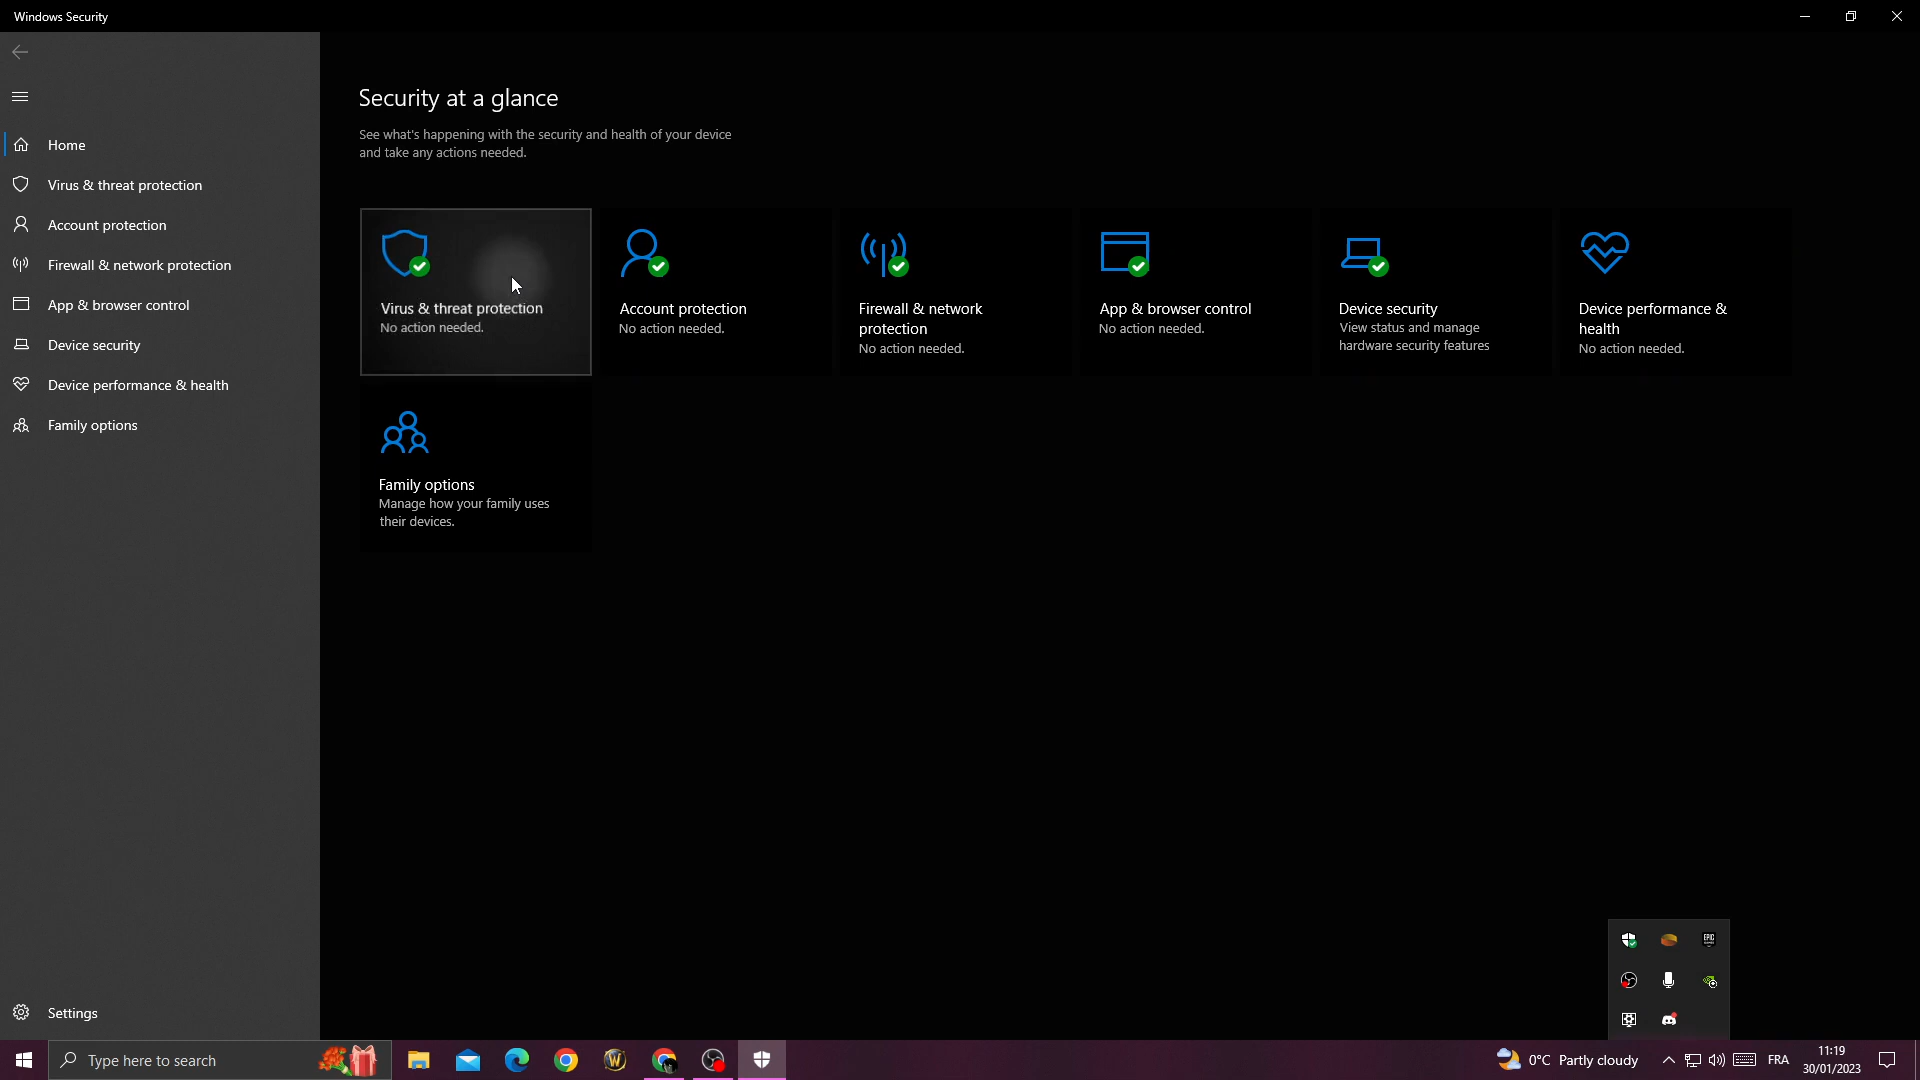 Windows Security
Home
Virus & threat protection
Account protection
Firewall & network protection
App & browser control
Device security
Device performance & health
Family options
Settings
Security at a glance
See what's happening with the security and health of your device
and take any actions needed.
Virus & threat protection
No action needed.
Account protection
No action needed.
Firewall & network
protection
No action needed.
App & browser control
No action needed.
Device security
View status and manage
hardware security features
Device performance &
health
No action needed.
Family options
Manage how your family uses
their devices.
EPIC
Type here to search
W
0°C Partly cloudy
FRA
11:19
30/01/2023